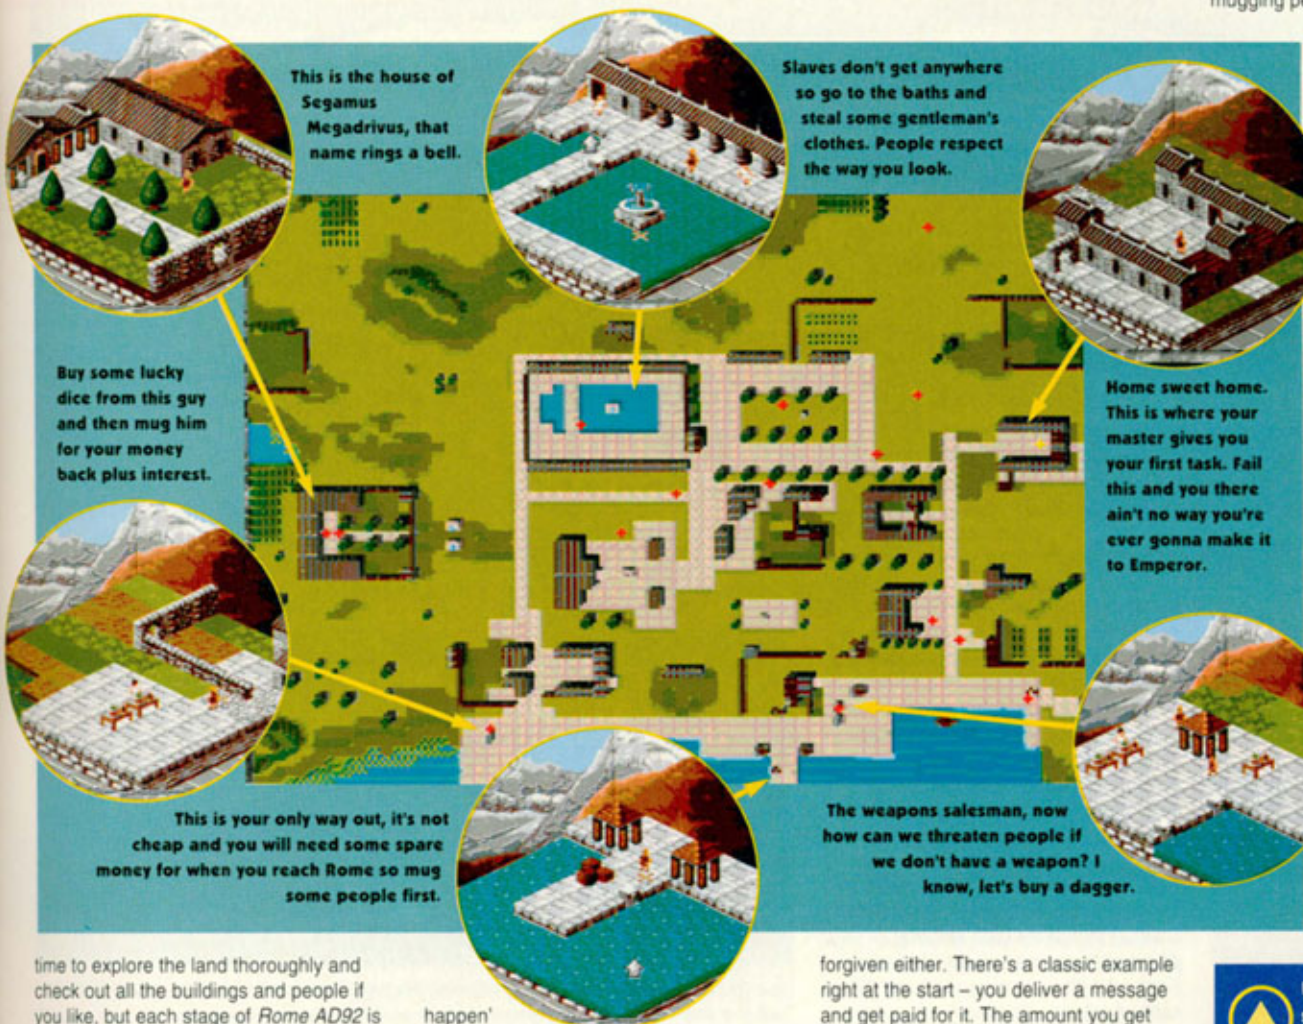 mugging pe
This is the house of
Segamus
Megadrivus, that
name rings a bell.
Slaves don't get anywhere
so go to the baths and
steal some gentleman's
clothes. People respect
the way you look.
Buy some lucky
dice from this guy
and then mug him
for your money
back plus interest.
Home sweet home.
This is where your
master gives you
your first task. Fail
this and you there
ain't no way you're
ever gonna make it
to Emperor.
This is your only way out, it's not
cheap and you will need some spare
money for when you reach Rome so mug
some people first.
The weapons salesman, now
how can we threaten people if
we don't have a weapon? I
know, let's buy a dagger.
time to explore the land thoroughly and
check out all the buildings and people if
you like, but each stage of Rome AD92 is
happen'
forgiven either. There's a classic example
right at the start – you deliver a message
and get paid for it. The amount you get